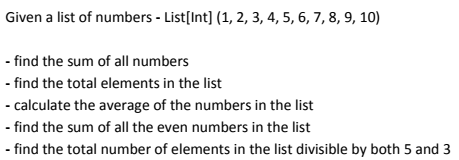 Given a list of numbers - List[Int] (1, 2, 3, 4, 5, 6, 7, 8, 9, 10)
- find the sum of all numbers
- find the total elements in the list
- calculate the average of the numbers in the list
- find the sum of all the even numbers in the list
- find the total number of elements in the list divisible by both 5 and 3